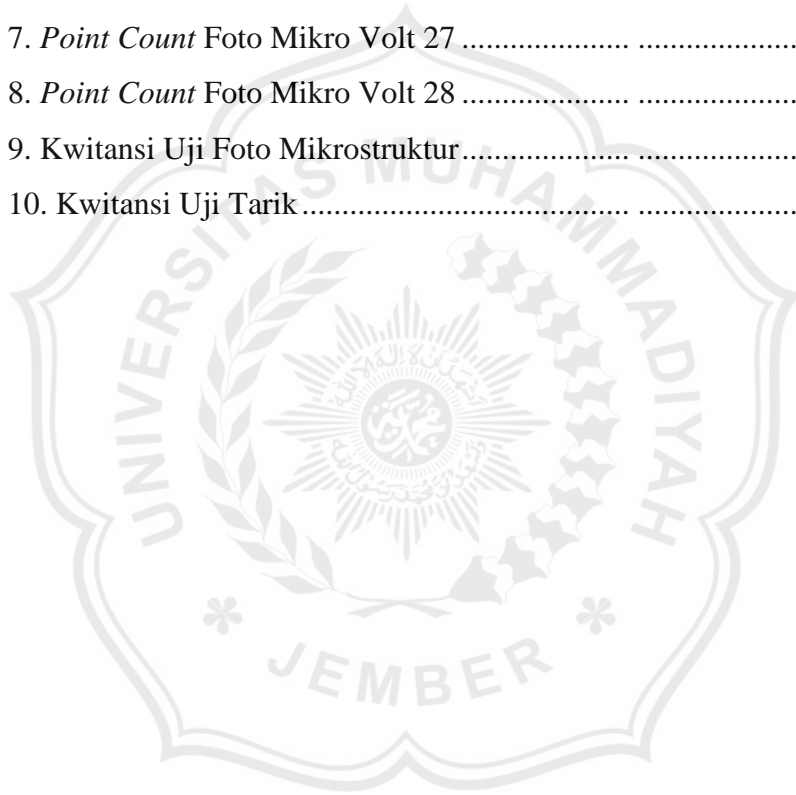 7. Point Count Foto Mikro Volt 27 ..................... ....................
8. Point Count Foto Mikro Volt 28 ..................... ....................
9. Kwitansi Uji Foto Mikrostruktur ..................... ....................
10. Kwitansi Uji Tarik ......................................... ....................
UNIVERSITAS MUHAMMADIYAH
JEMBER